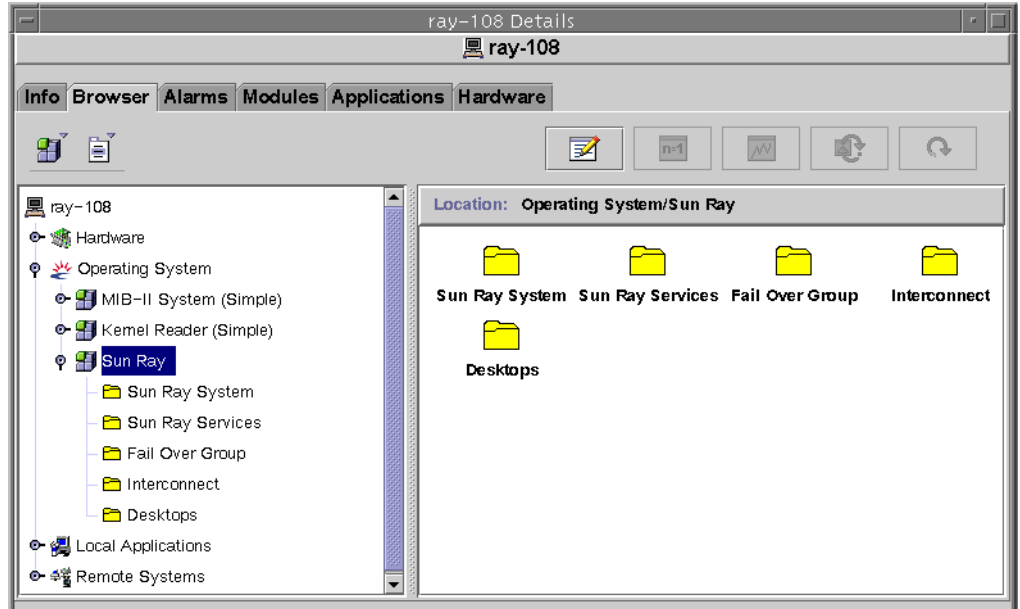 ray-108 Details
ray-108
Info Browser Alarms Modules Applications Hardware
n=1
ray-108
Location: Operating System/Sun Ray
Hardware
Operating System
MIB-II System (Simple)
Kernel Reader (Simple)
Sun Ray
Sun Ray System
Sun Ray Services
Fail Over Group
Interconnect
Desktops
Local Applications
Remote Systems
Sun Ray System Sun Ray Services Fail Over Group Interconnect
Desktops